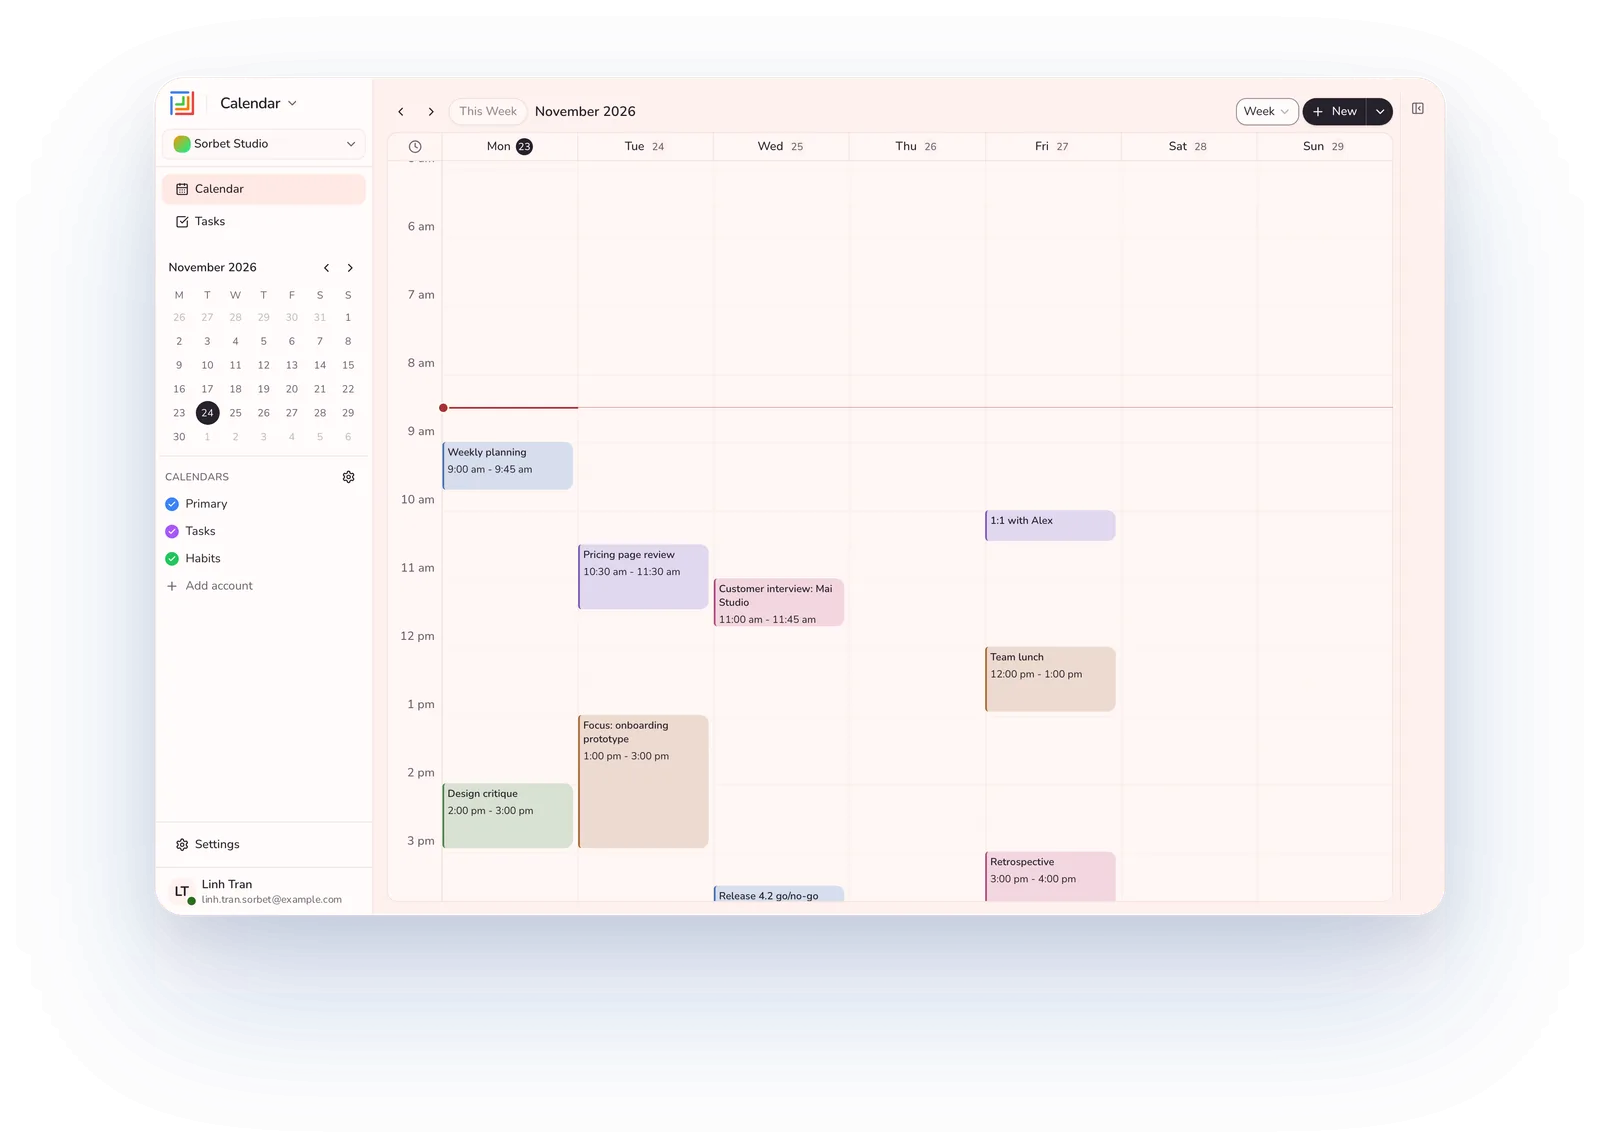 Calendar
Sorbet Studio
Calendar
Tasks
November 2026
M T W T F S S
26 27 28 29 30 31 1
2 3 4 5 6 7 8
9 10 11 12 13 14 15
16 17 18 19 20 21 22
23 24 25 26 27 28 29
30 1 2 3 4 5 6
CALENDARS
Primary
Tasks
Habits
Add account
Settings
LT
Linh Tran
linh.tran.sorbet@example.com
This Week
November 2026
Week
New
Mon 23
Tue 24
Wed 25
Thu 26
Fri 27
Sat 28
Sun 29
6 am
7 am
8 am
9 am
10 am
11 am
12 pm
1 pm
2 pm
3 pm
Weekly planning
9:00 am - 9:45 am
Design critique
2:00 pm - 3:00 pm
Pricing page review
10:30 am - 11:30 am
Focus: onboarding
prototype
1:00 pm - 3:00 pm
Customer interview: Mai
Studio
11:00 am - 11:45 am
Release 4.2 go/no-go
1:1 with Alex
Team lunch
12:00 pm - 1:00 pm
Retrospective
3:00 pm - 4:00 pm